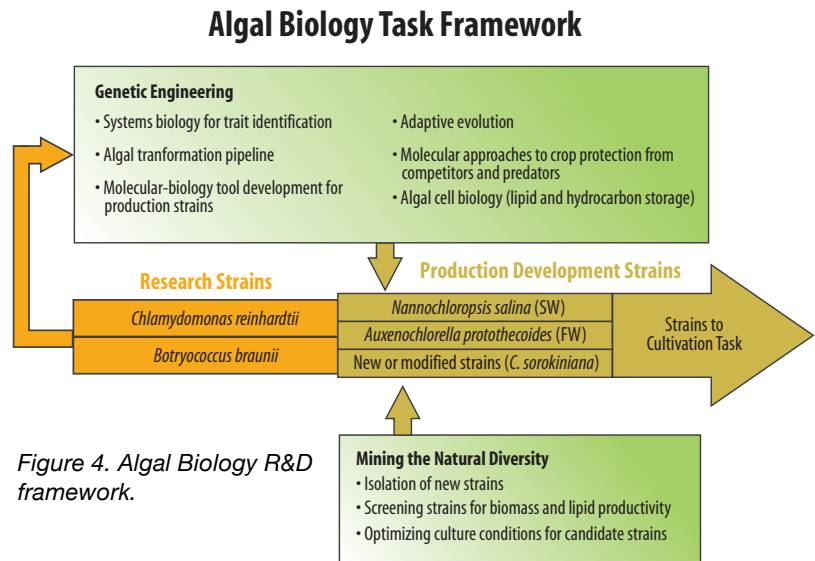 Algal Biology Task Framework
Genetic Engineering
• Systems biology for trait identification
• Algal tranformation pipeline
• Molecular-biology tool development for
production strains
• Adaptive evolution
• Molecular approaches to crop protection from
competitors and predators
• Algal cell biology (lipid and hydrocarbon storage)
Research Strains
Chlamydomonas reinhardtii
Botryococcus braunii
Production Development Strains
Nannochloropsis salina (SW)
Auxenochlorella protothecoides (FW)
New or modified strains (C. sorokiniana)
Strains to
Cultivation Task
Figure 4. Algal Biology R&D
framework.
Mining the Natural Diversity
• Isolation of new strains
• Screening strains for biomass and lipid productivity
• Optimizing culture conditions for candidate strains